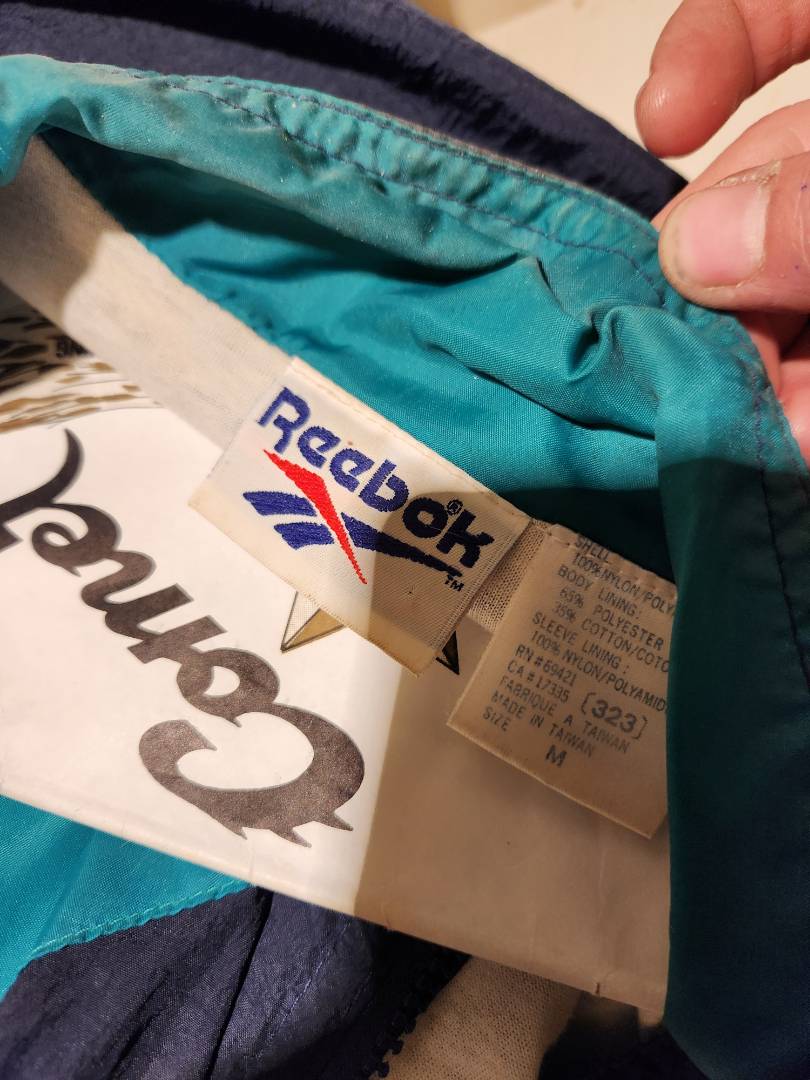 Reebok®
TM
SHELL
100% NYLON/POLY
BODY LINING:
65% POLYESTER
35% COTTON/COTO
SLEEVE LINING:
100% NYLON/POLYAMID
RN #69421
CA #17335 [323]
FABRIQUE A TAIWAN
MADE IN TAIWAN
SIZE M
Comet